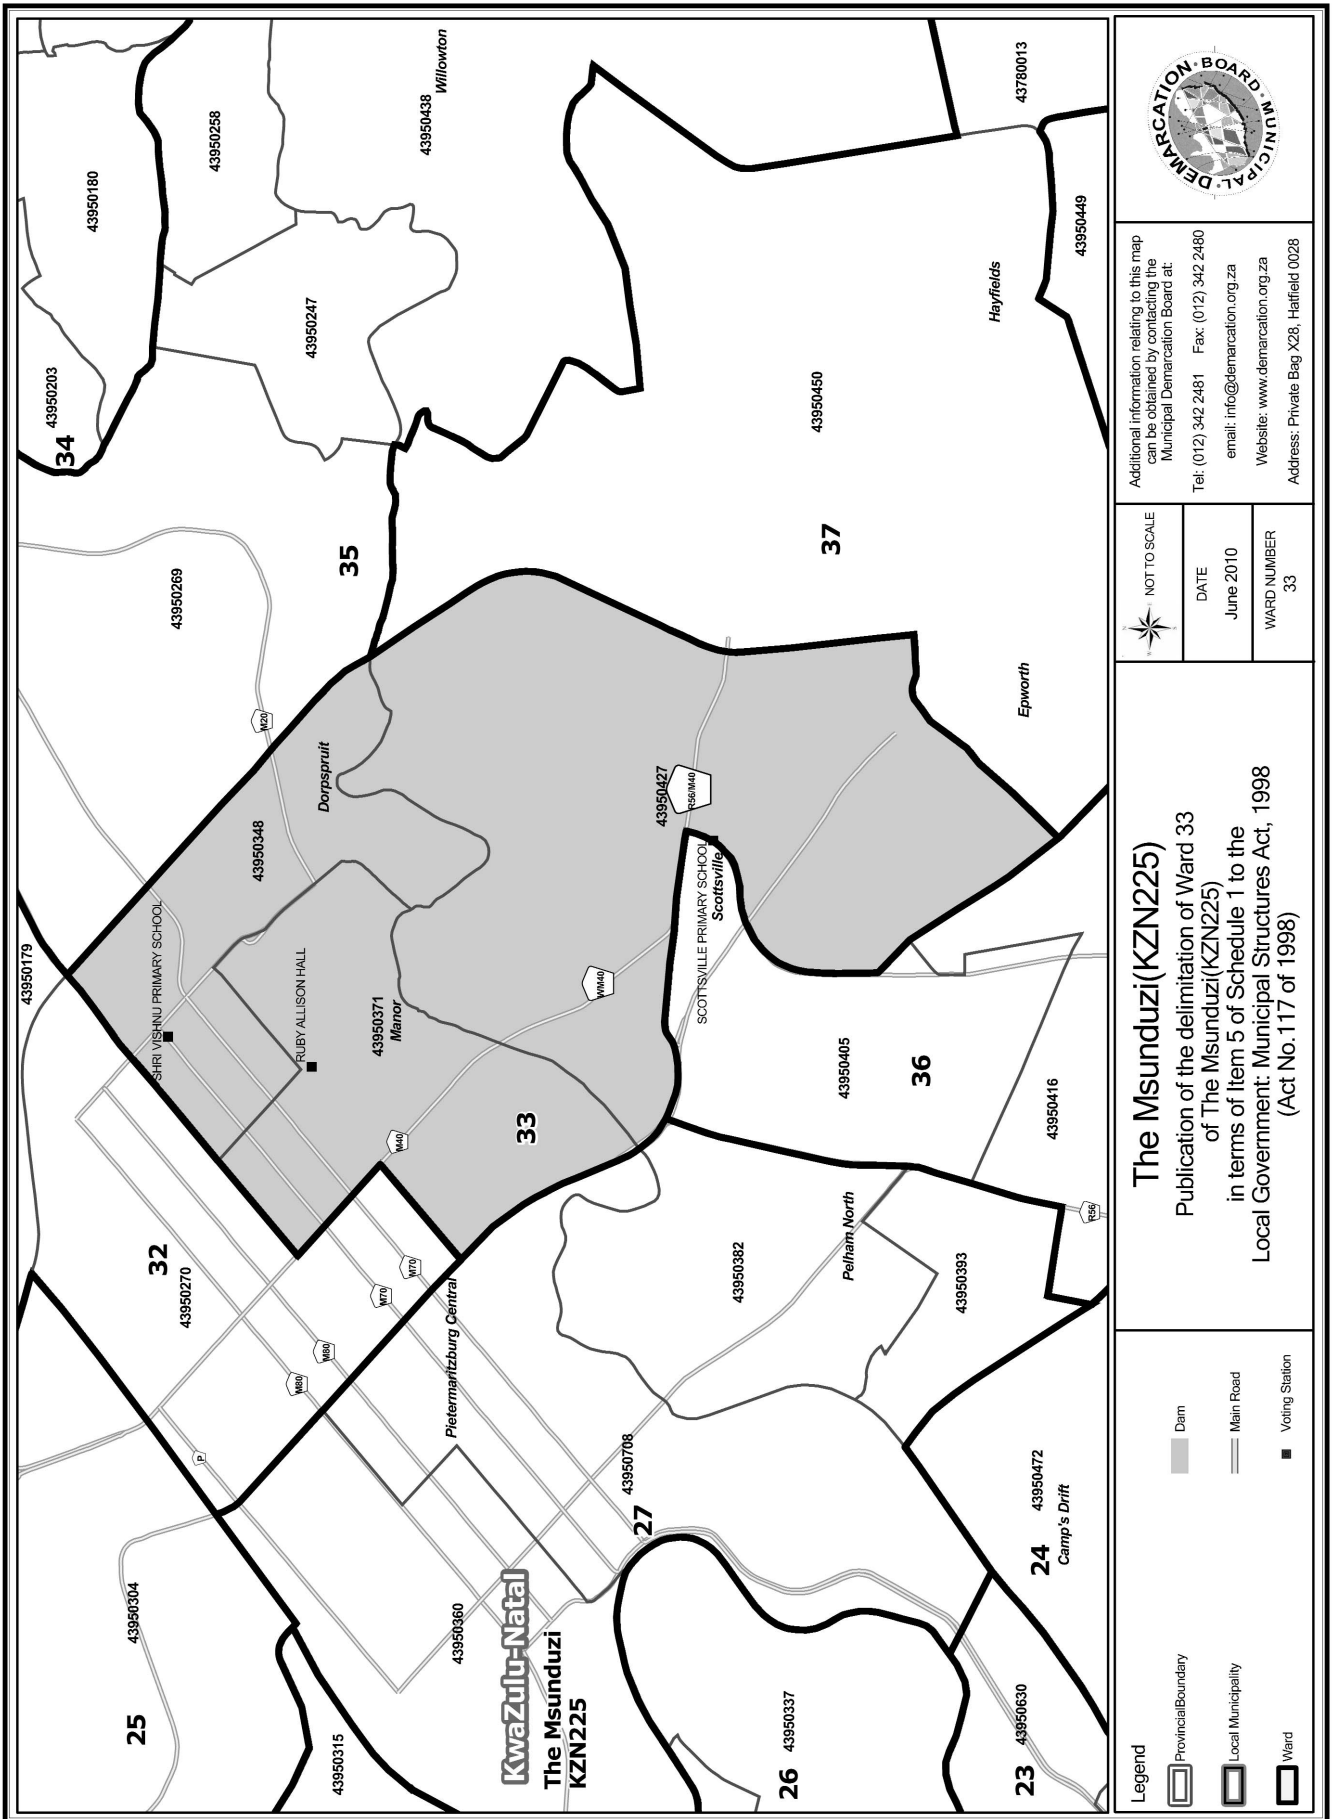 43950179
43950203
34
43950180
43950258
43950438
Willowton
43950247
43780013
43950449
Hayfields
43950450
37
35
43950269
M20
Dorpspruit
43950348
SHRI VISHNU PRIMARY SCHOOL
RUBY ALLISON HALL
43950371
Manor
43950427
R56/M40
WM40
SCOTTSVILLE PRIMARY SCHOOL
Scottsville
Epworth
33
M40
43950405
36
43950416
32
43950270
M70
M70
M80
M80
P
Pietermaritzburg Central
43950382
Pelham North
43950393
R56
43950708
27
43950472
24
Camp's Drift
25
43950304
43950315
43950360
KwaZulu-Natal
The Msunduzi
KZN225
26
43950337
23
43950630
Legend
ProvincialBoundary
Local Municipality
Ward
Dam
Main Road
Voting Station
The Msunduzi(KZN225)
Publication of the delimitation of Ward 33
of The Msunduzi(KZN225)
in terms of Item 5 of Schedule 1 to the
Local Government: Municipal Structures Act, 1998
(Act No.117 of 1998)
NOT TO SCALE
DATE
June 2010
WARD NUMBER
33
Additional information relating to this map
can be obtained by contacting the
Municipal Demarcation Board at:
Tel: (012) 342 2481 Fax: (012) 342 2480
email: info@demarcation.org.za
Website: www.demarcation.org.za
Address: Private Bag X28, Hatfield 0028
MUNICIPAL • DEMARCATION • BOARD